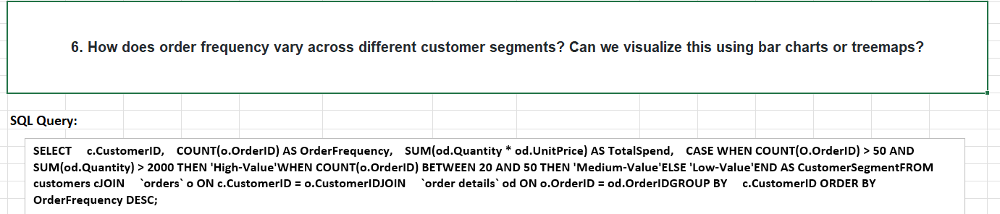 6. How does order frequency vary across different customer segments? Can we visualize this using bar charts or treemaps?
SQL Query:
SELECT c.CustomerID, COUNT(o.OrderID) AS OrderFrequency, SUM(od.Quantity * od.UnitPrice) AS TotalSpend, CASE WHEN COUNT(O.OrderID) > 50 AND
SUM(od.Quantity) > 2000 THEN 'High-Value'WHEN COUNT(o.OrderID) BETWEEN 20 AND 50 THEN 'Medium-Value'ELSE 'Low-Value'END AS CustomerSegmentFROM
customers cJOIN `orders` o ON c.CustomerID = o.CustomerIDJOIN `order details` od ON o.OrderID = od.OrderIDGROUP BY c.CustomerID ORDER BY
OrderFrequency DESC;